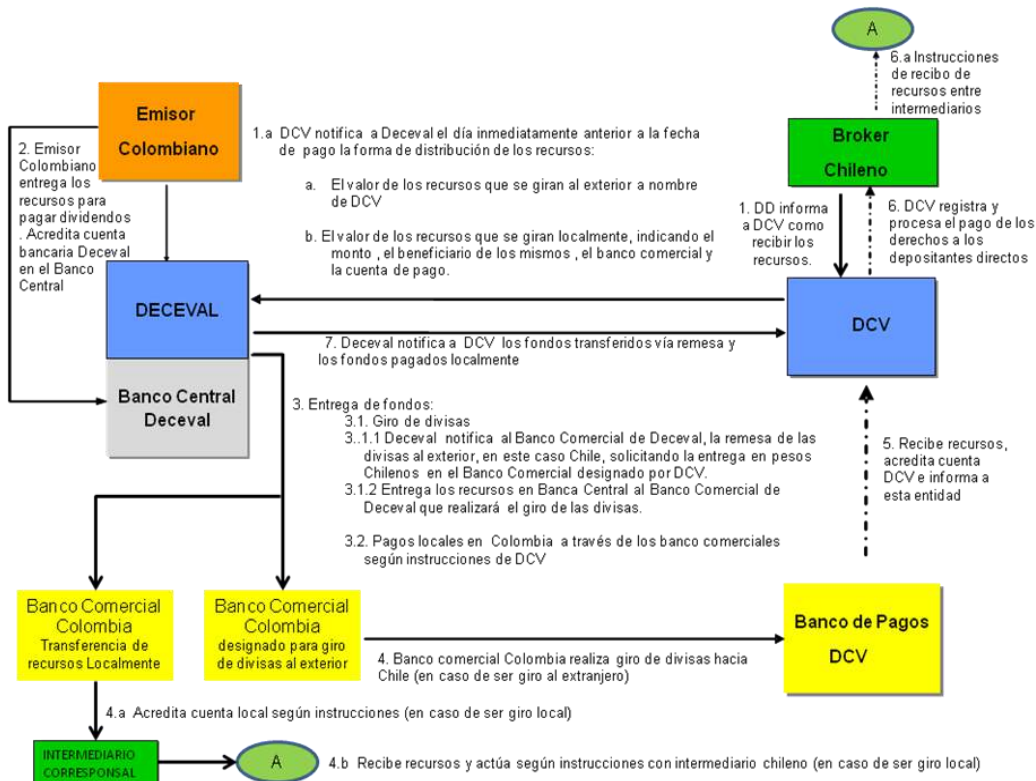 A
6.a Instrucciones
de recibo de
recursos entre
intermediarios
Emisor
Colombiano
Broker
Chileno
2. Emisor
Colombiano
entrega los
recursos para
pagar dividendos
. Acredita cuenta
bancaria Deceval
en el Banco
Central
1.a DCV notifica a Deceval el día inmediatamente anterior a la fecha
de pago la forma de distribución de los recursos:
a. El valor de los recursos que se giran al exterior a nombre
de DCV
b. El valor de los recursos que se giran localmente, indicando el
monto , el beneficiario de los mismos , el banco comercial y
la cuenta de pago.
1. DD informa
a DCV como
recibir los
recursos.
6. DCV registra y
procesa el pago de los
derechos a los
depositantes directos
DECEVAL
DCV
7. Deceval notifica a DCV los fondos transferidos vía remesa y
los fondos pagados localmente
Banco Central
Deceval
3. Entrega de fondos:
3.1. Giro de divisas
3..1.1 Deceval notifica al Banco Comercial de Deceval, la remesa de las
divisas al exterior, en este caso Chile, solicitando la entrega en pesos
Chilenos en el Banco Comercial designado por DCV.
3.1.2 Entrega los recursos en Banca Central al Banco Comercial de
Deceval que realizará el giro de las divisas.
3.2. Pagos locales en Colombia a través de los banco comerciales
según instrucciones de DCV
5. Recibe recursos,
acredita cuenta
DCV e informa a
esta entidad
Banco Comercial
Colombia
Transferencia de
recursos Localmente
Banco Comercial
Colombia
designado para giro
de divisas al exterior
Banco de Pagos
DCV
4. Banco comercial Colombia realiza giro de divisas hacia
Chile (en caso de ser giro al extranjero)
4.a Acredita cuenta local según instrucciones (en caso de ser giro local)
INTERMEDIARIO
CORRESPONSAL
A
4.b Recibe recursos y actúa según instrucciones con intermediario chileno (en caso de ser giro local)